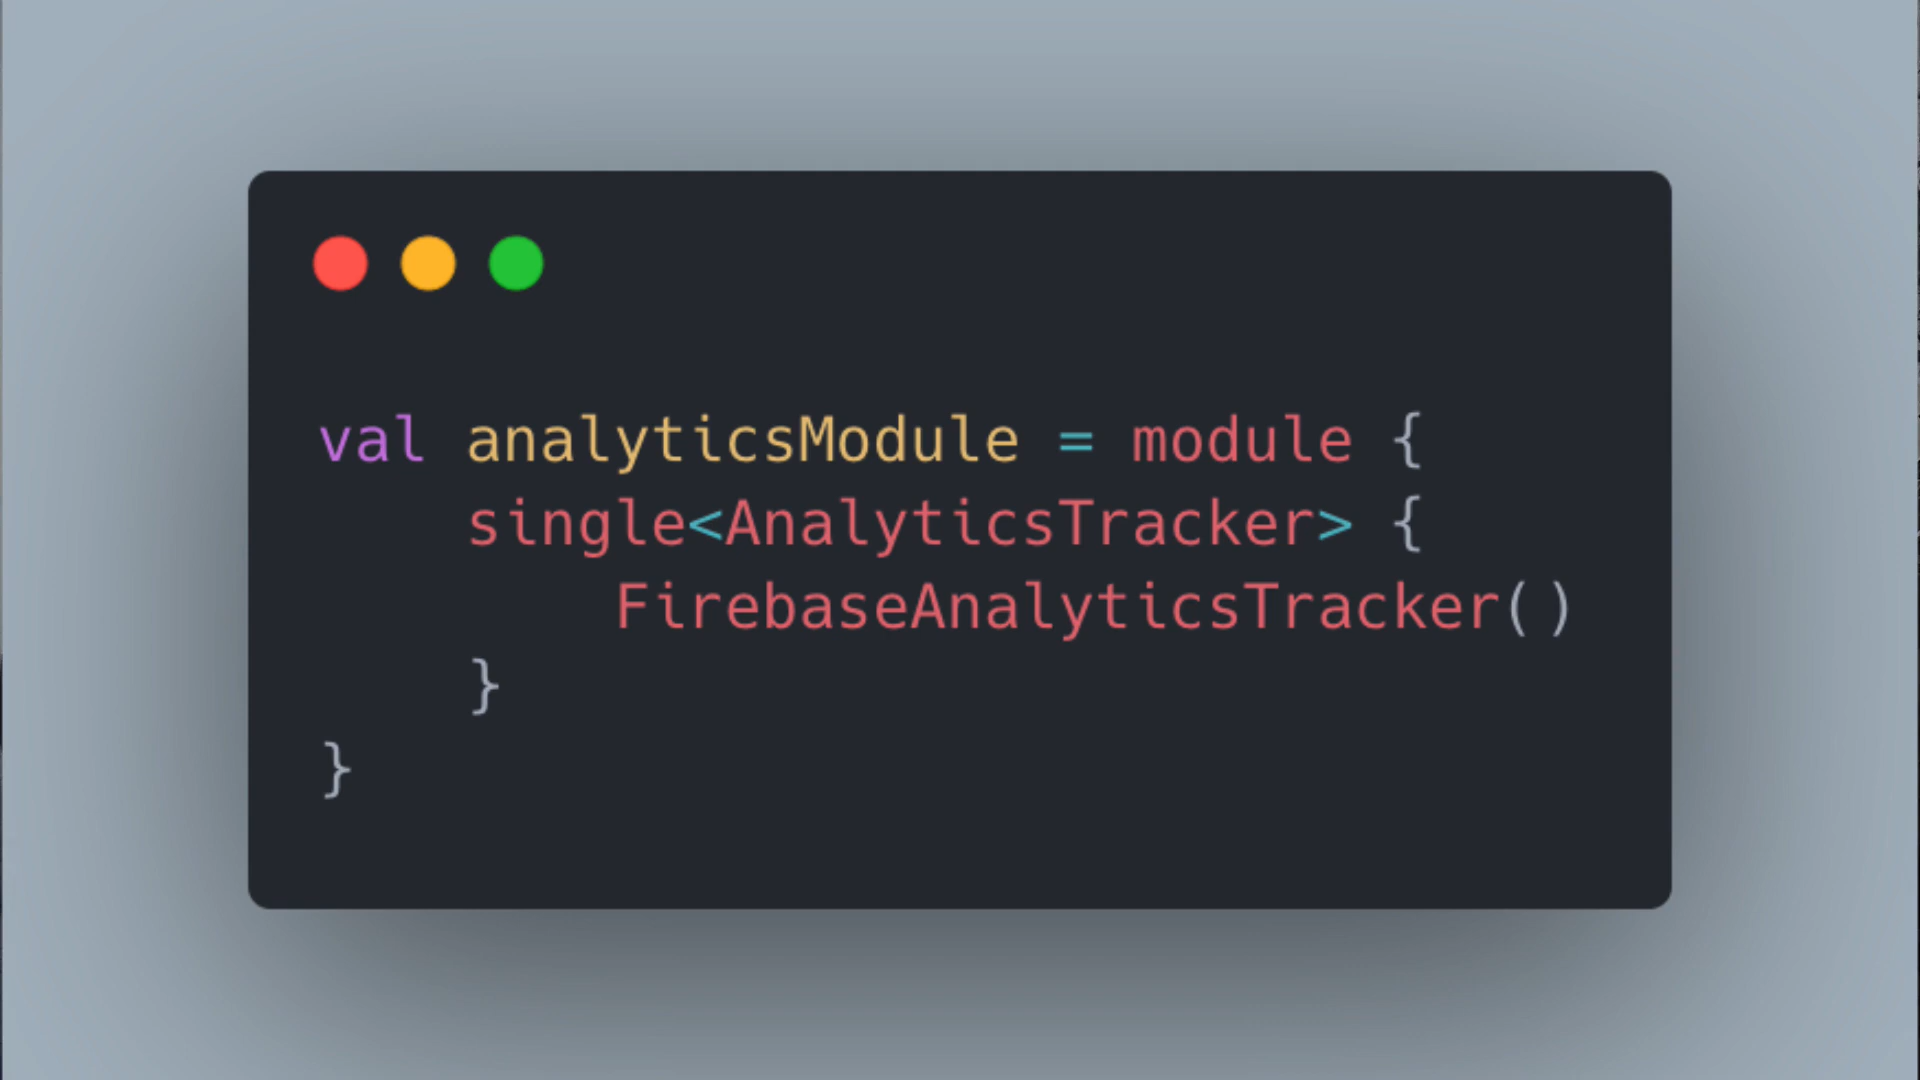 val analyticsModule = module {
    single<AnalyticsTracker> {
        FirebaseAnalyticsTracker()
    }
}